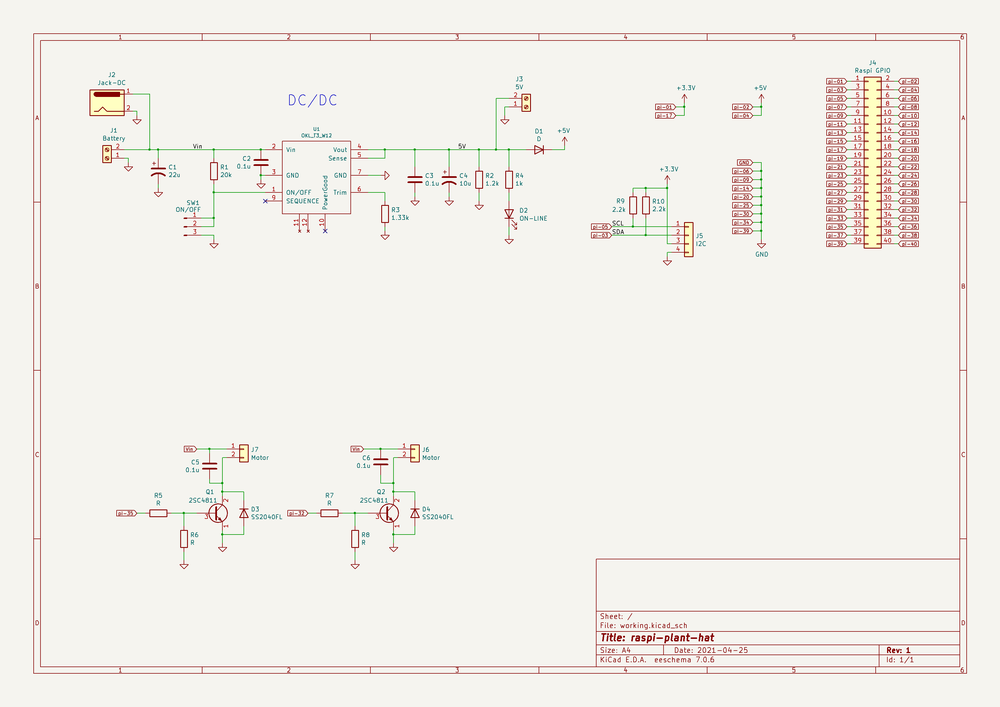 1 2 3 4 5 6
J2
Jack-DC
1
2
J1
Battery
2
1
Vin
C1
22u
R1
20k
C2
0.1u
SW1
ON/OFF
1
2
3
DC/DC
U1
OKL_T3_W12
2 Vin
3 GND
1 ON/OFF
9 SEQUENCE
Vout 4
Sense 5
GND 7
Trim 6
PowerGood
11
12
10
R3
1.33k
C3
0.1u
C4
10u
5V
R2
1.2k
R4
1k
D2
ON-LINE
J3
5V
2
1
D1
D
+5V
+3.3V
pi-01
pi-17
+5V
pi-02
pi-04
GND
pi-06
pi-09
pi-14
pi-20
pi-25
pi-30
pi-34
pi-39
GND
+3.3V
R9
2.2k
R10
2.2k
pi-05 SCL
pi-03 SDA
1
2
3
4
J5
I2C
J4
Raspi GPIO
pi-01 1 2 pi-02
pi-03 3 4 pi-04
pi-05 5 6 pi-06
pi-07 7 8 pi-08
pi-09 9 10 pi-10
pi-11 11 12 pi-12
pi-13 13 14 pi-14
pi-15 15 16 pi-16
pi-17 17 18 pi-18
pi-19 19 20 pi-20
pi-21 21 22 pi-22
pi-23 23 24 pi-24
pi-25 25 26 pi-26
pi-27 27 28 pi-28
pi-29 29 30 pi-30
pi-31 31 32 pi-32
pi-33 33 34 pi-34
pi-35 35 36 pi-36
pi-37 37 38 pi-38
pi-39 39 40 pi-40
A A
B B
C C
D D
Vin
1
2
J7
Motor
C5
0.1u
Q1
2SC4811
2
3
1
R5
R
pi-35
R6
R
D3
SS2040FL
Vin
1
2
J6
Motor
C6
0.1u
Q2
2SC4811
2
3
1
R7
R
pi-32
R8
R
D4
SS2040FL
Sheet: /
File: working.kicad_sch
Title: raspi-plant-hat
Size: A4 Date: 2021-04-25 Rev: 1
KiCad E.D.A. eeschema 7.0.6 Id: 1/1
1 2 3 4 5 6